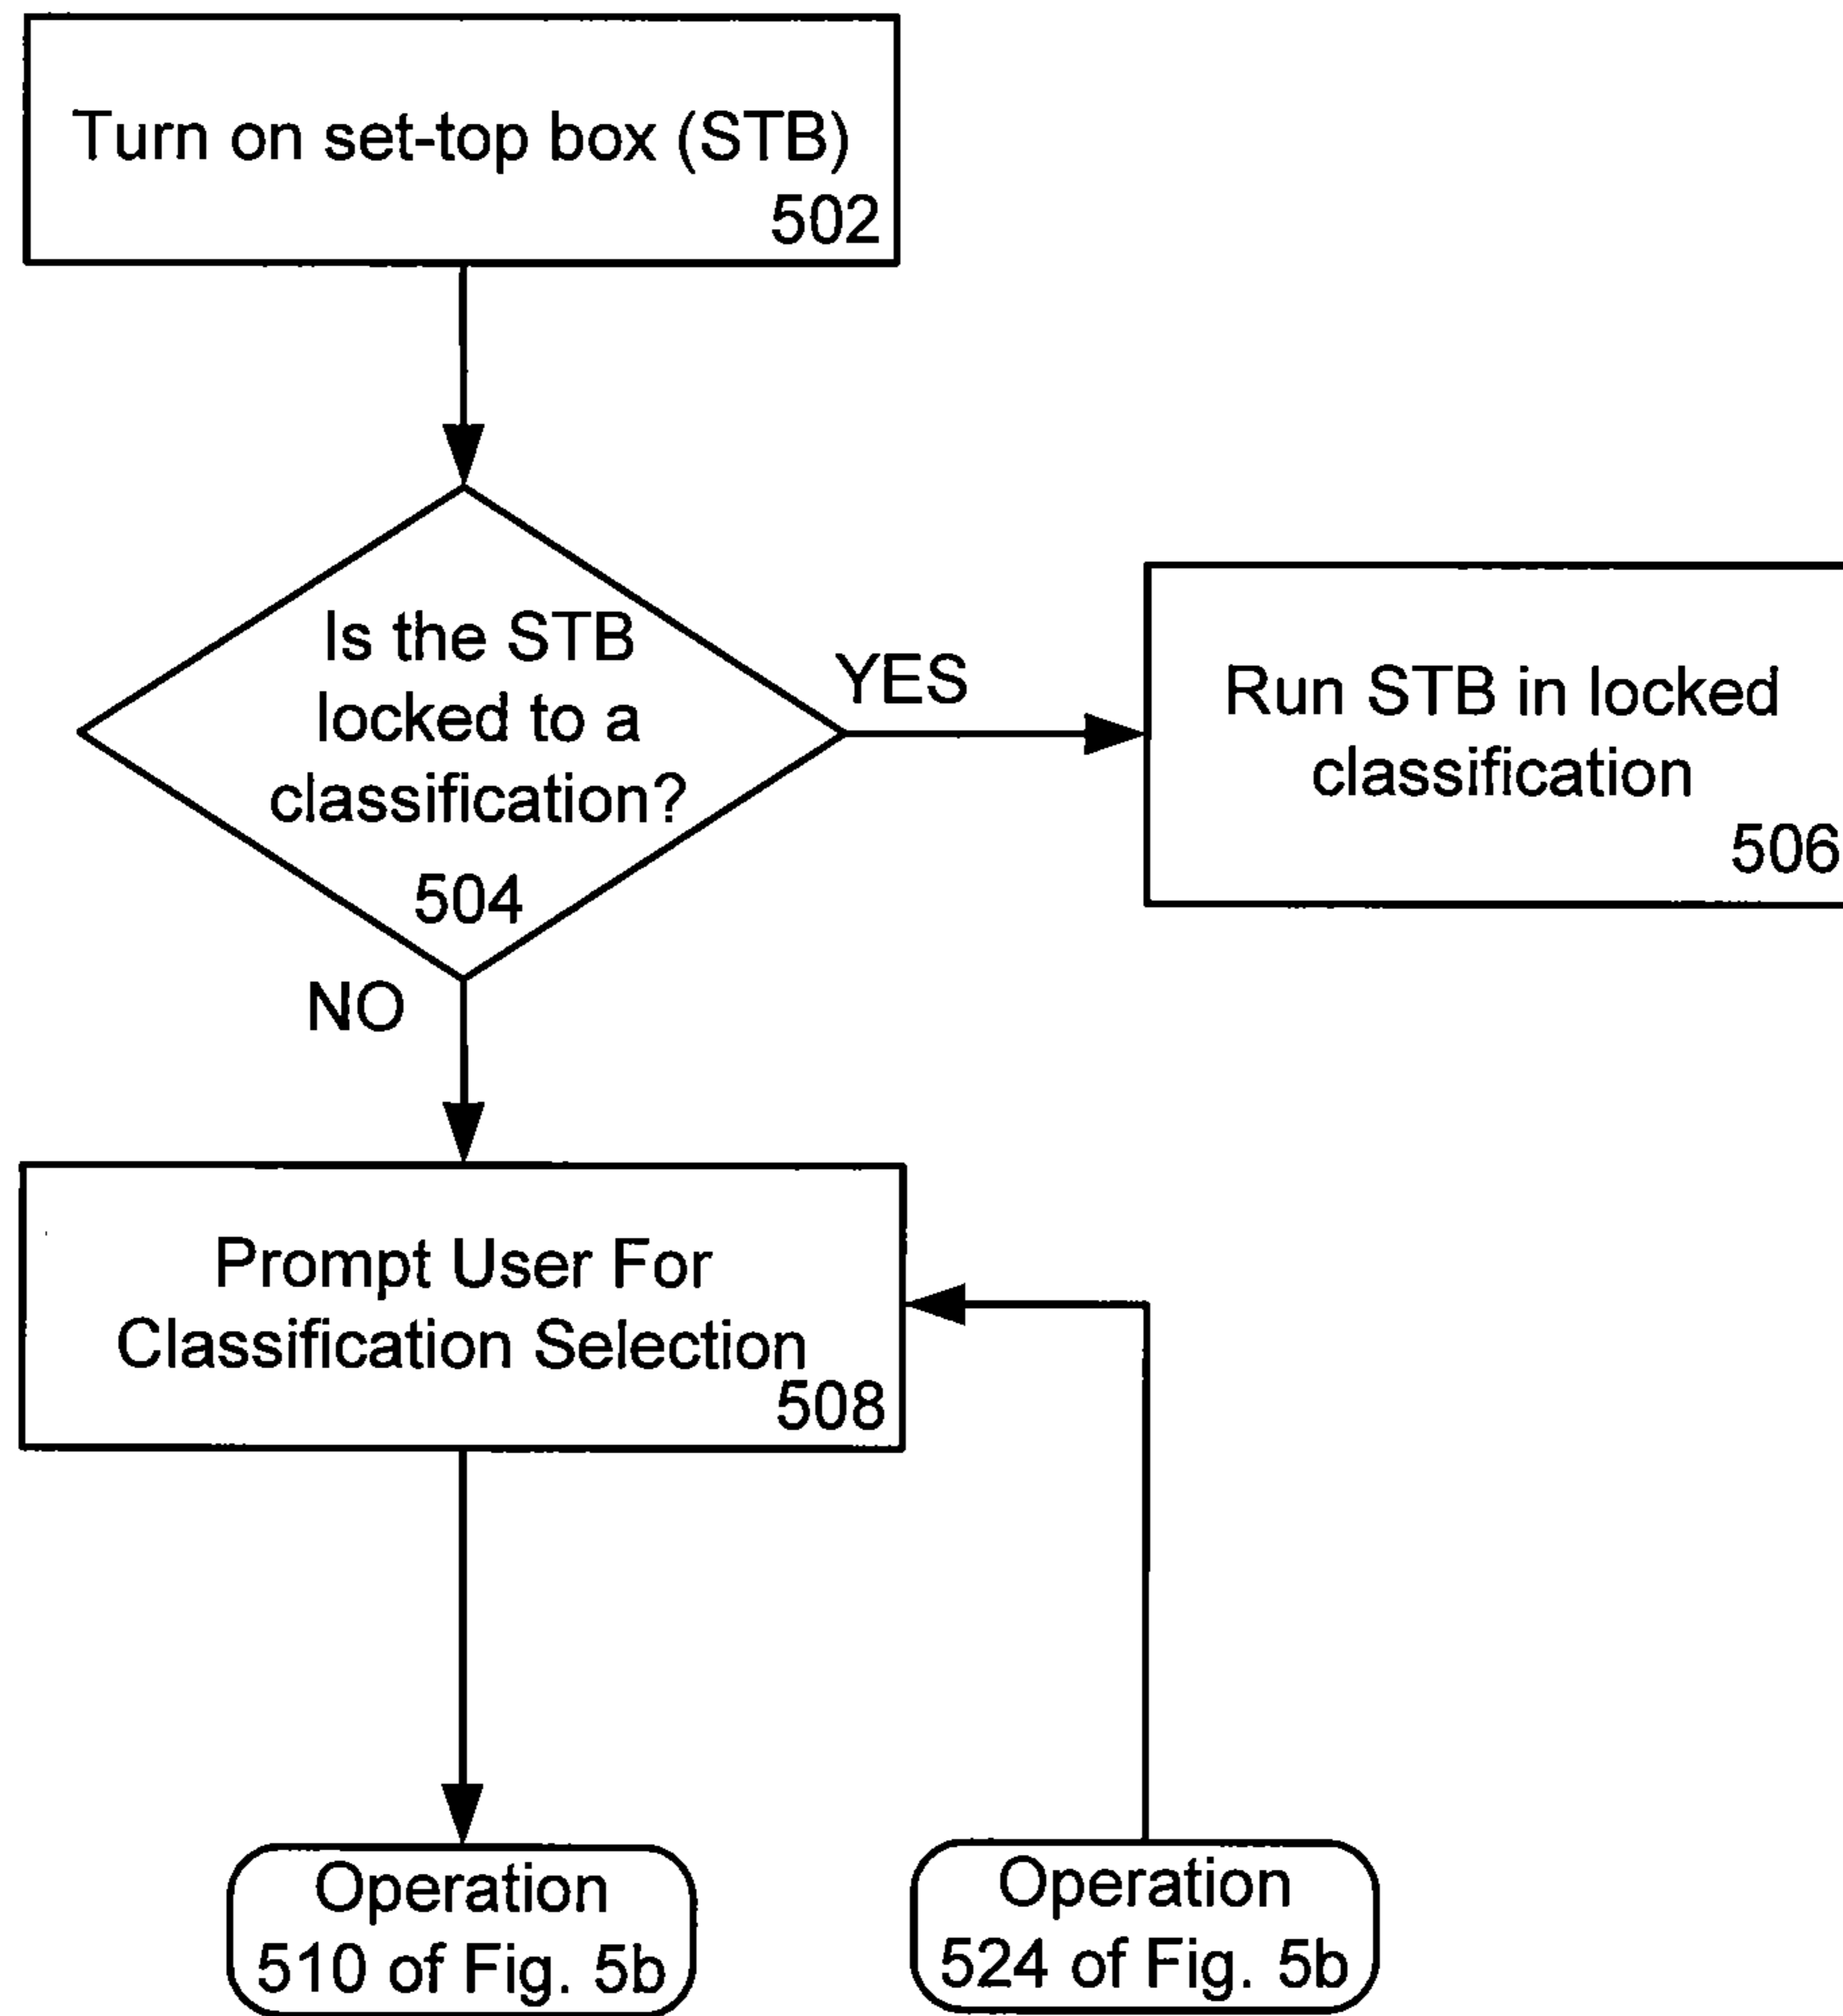 Turn on set-top box (STB)
502
Is the STB
locked to a
classification?
504
YES
Run STB in locked
classification
506
NO
Prompt User For
Classification Selection
508
Operation
510 of Fig. 5b
Operation
524 of Fig. 5b